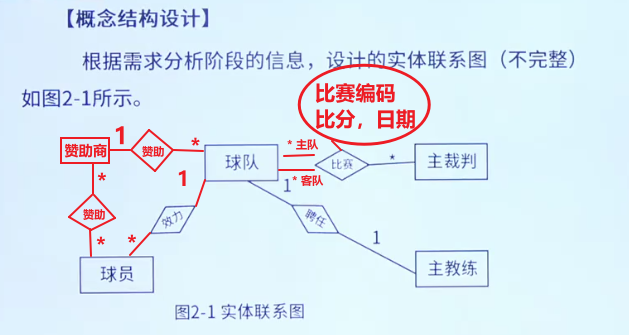 【概念结构设计】
根据需求分析阶段的信息，设计的实体联系图（不完整）
如图2-1所示。
比赛编码
比分，日期
赞助商
1
赞助
*
球队
* 主队
比赛
*
主裁判
*
1
1
* 客队
赞助
效力
聘任
*
*
1
球员
主教练
图2-1 实体联系图